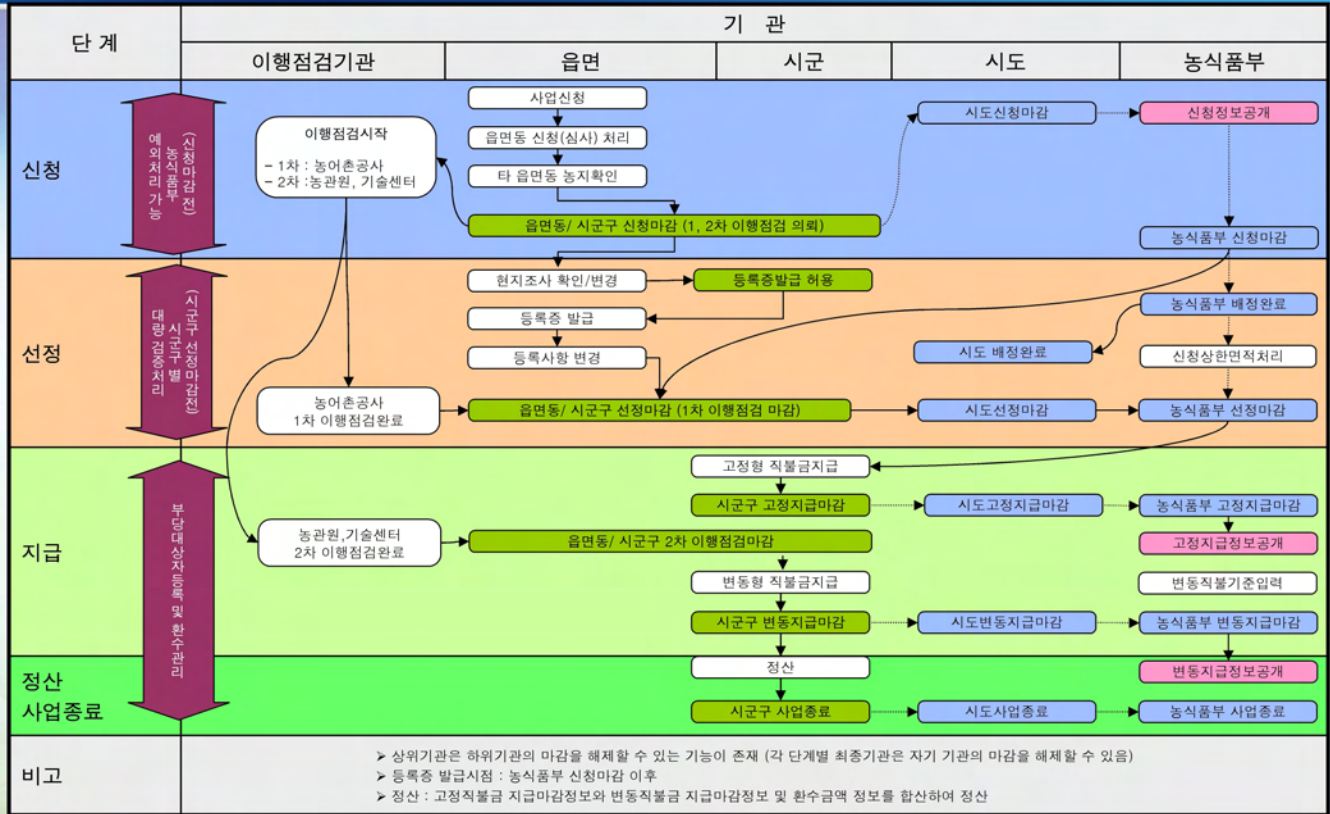 단 계
기 관
이행점검기관
읍면
시군
시도
농식품부
신청
(신청마감 전)
농식품부
예외처리 가능
이행점검시작
– 1차 : 농어촌공사
– 2차 :농관원, 기술센터
사업신청
읍면동 신청(심사) 처리
타 읍면동 농지확인
읍면동/ 시군구 신청마감 (1, 2차 이행점검 의뢰)
시도신청마감
신청정보공개
농식품부 신청마감
선정
(시군구 선정마감전)
시군구 별
대량 검증처리
현지조사 확인/변경
등록증발급 허용
등록증 발급
등록사항 변경
농식품부 배정완료
시도 배정완료
신청상한면적처리
농어촌공사
1차 이행점검완료
읍면동/ 시군구 선정마감 (1차 이행점검 마감)
시도선정마감
농식품부 선정마감
지급
부당대상자등록 및 환수관리
고정형 직불금지급
시군구 고정지급마감
시도고정지급마감
농식품부 고정지급마감
농관원,기술센터
2차 이행점검완료
읍면동/ 시군구 2차 이행점검마감
고정지급정보공개
변동형 직불금지급
변동직불기준입력
시군구 변동지급마감
시도변동지급마감
농식품부 변동지급마감
정산
사업종료
정산
변동지급정보공개
시군구 사업종료
시도사업종료
농식품부 사업종료
비고
➢ 상위기관은 하위기관의 마감을 해제할 수 있는 기능이 존재 (각 단계별 최종기관은 자기 기관의 마감을 해제할 수 있음)
➢ 등록증 발급시점 : 농식품부 신청마감 이후
➢ 정산 : 고정직불금 지급마감정보와 변동직불금 지급마감정보 및 환수금액 정보를 합산하여 정산